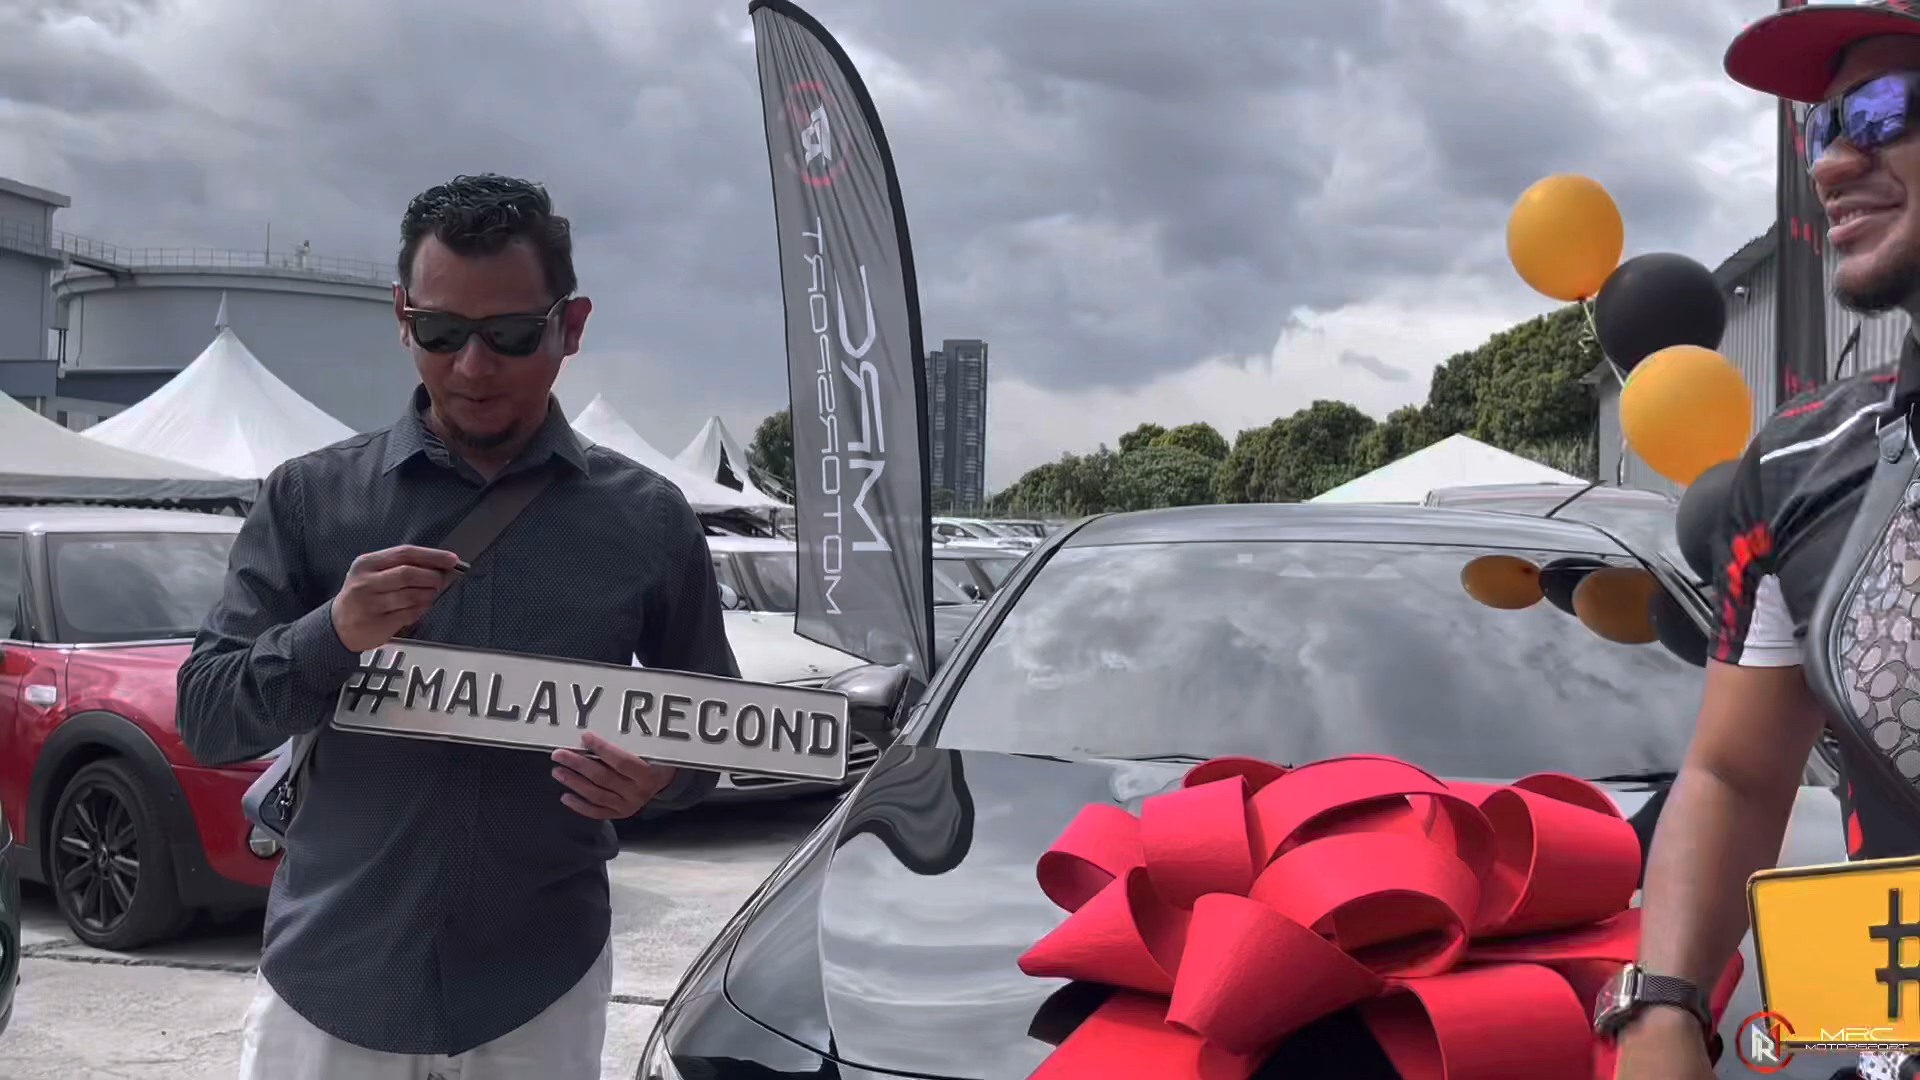 MRC
MOTORSPORT
#MALAY RECOND
#
MRC
MOTORSPORT